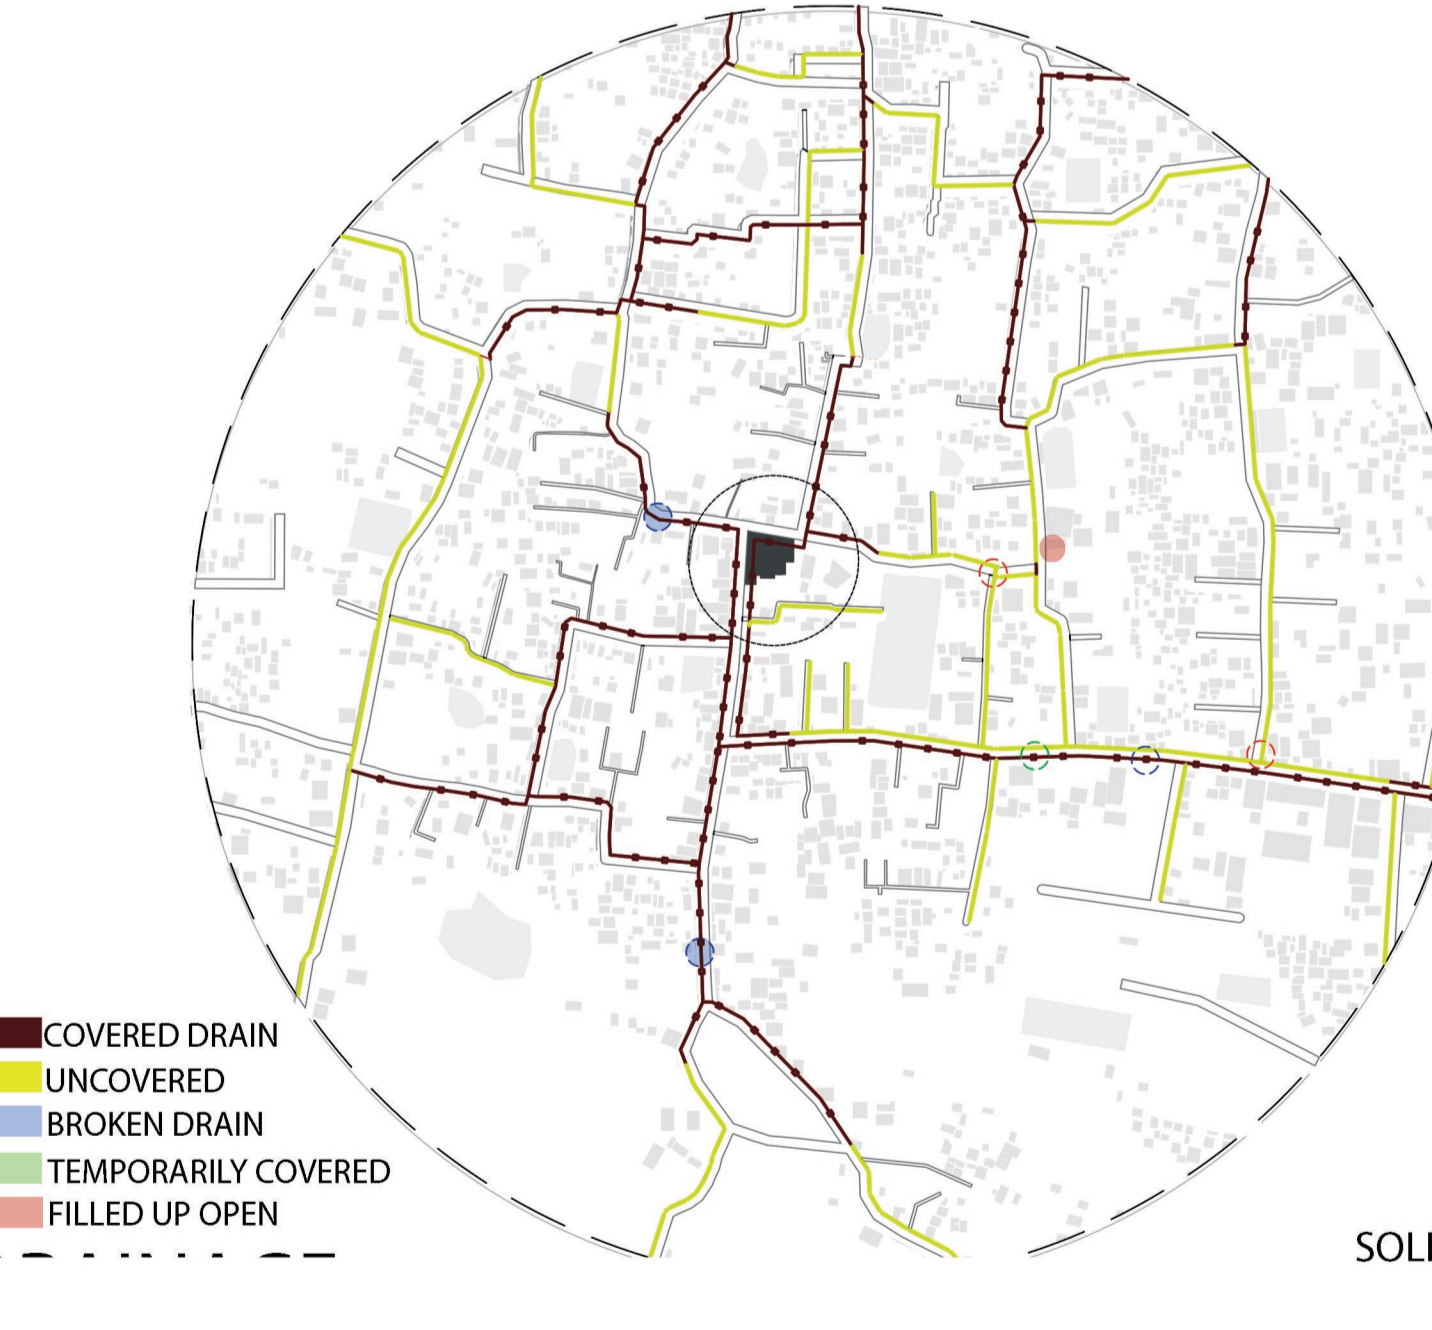 COVERED DRAIN
UNCOVERED
BROKEN DRAIN
TEMPORARILY COVERED
FILLED UP OPEN